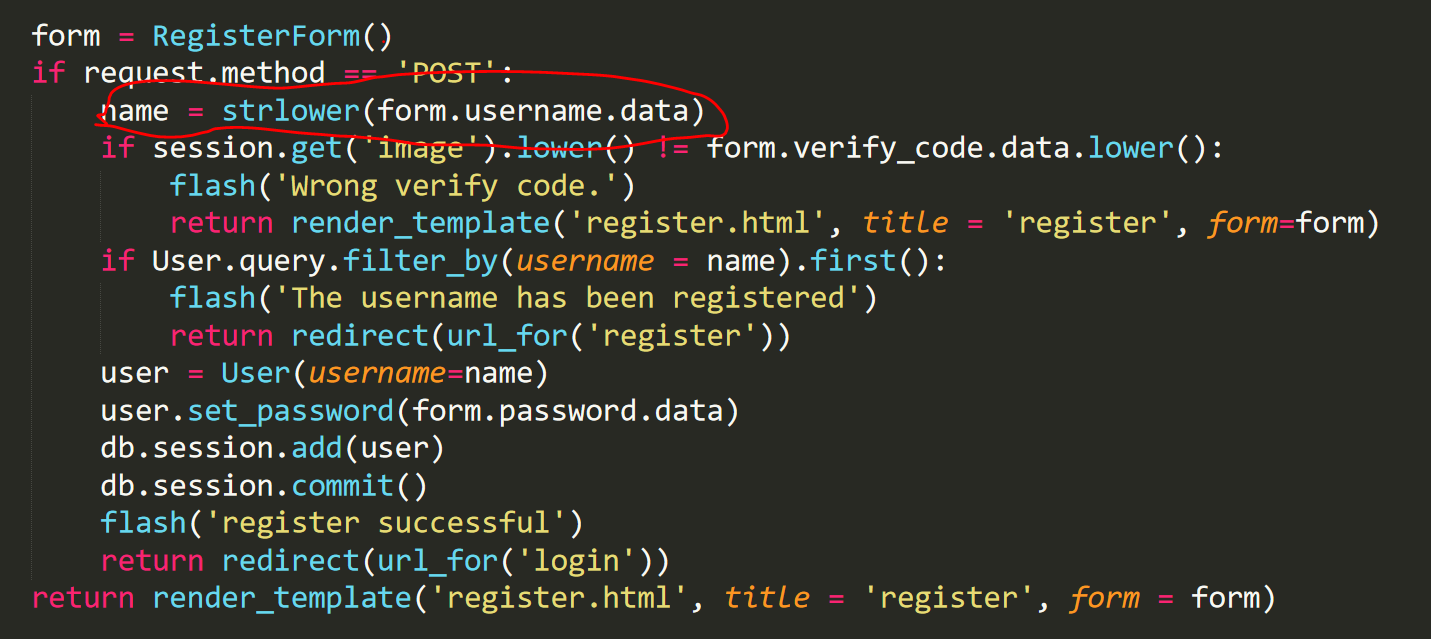 form = RegisterForm()
if request.method == 'POST':
name = strlower(form.username.data)
if session.get('image').lower() != form.verify_code.data.lower():
flash('Wrong verify code.')
return render_template('register.html', title = 'register', form=form)
if User.query.filter_by(username = name).first():
flash('The username has been registered')
return redirect(url_for('register'))
user = User(username=name)
user.set_password(form.password.data)
db.session.add(user)
db.session.commit()
flash('register successful')
return redirect(url_for('login'))
return render_template('register.html', title = 'register', form = form)